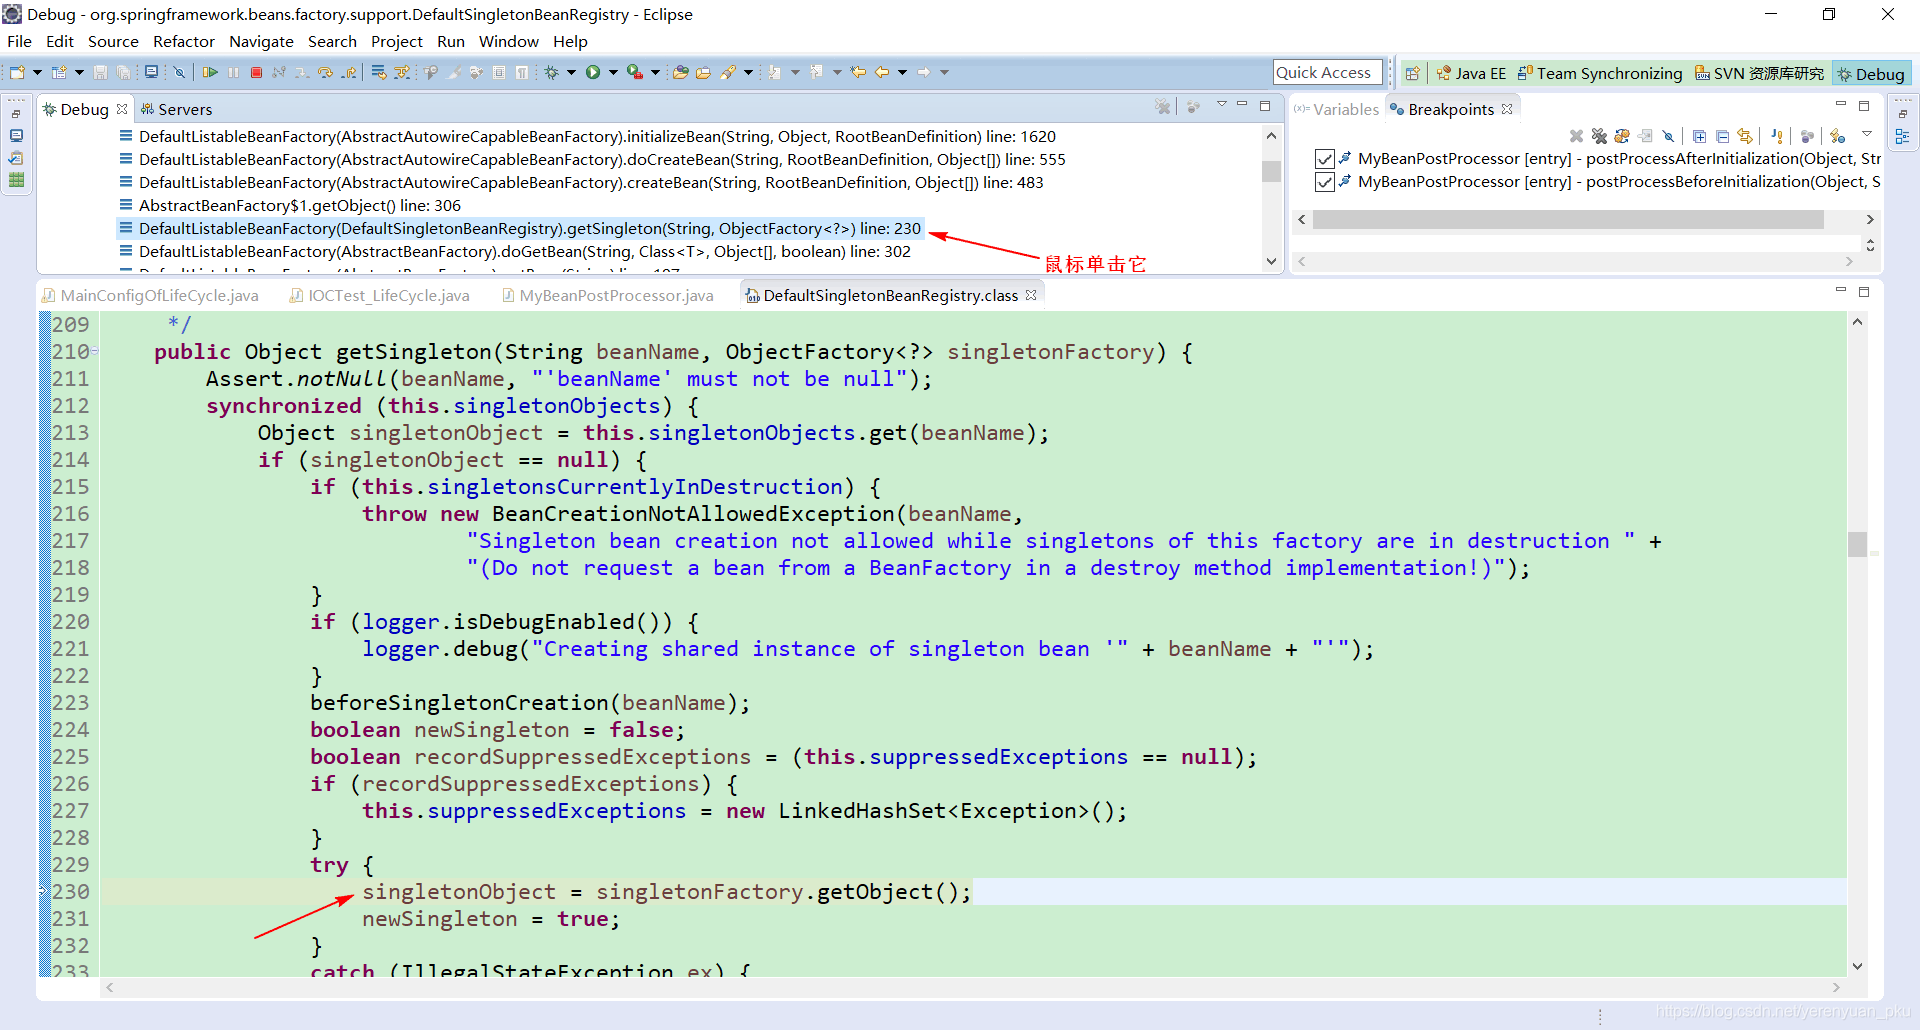 Debug - org.springframework.beans.factory.support.DefaultSingletonBeanRegistry - Eclipse
File Edit Source Refactor Navigate Search Project Run Window Help
Quick Access Java EE Team Synchronizing SVN 资源库研究 Debug
Debug Servers
(x)= Variables Breakpoints
DefaultListableBeanFactory(AbstractAutowireCapableBeanFactory).initializeBean(String, Object, RootBeanDefinition) line: 1620
DefaultListableBeanFactory(AbstractAutowireCapableBeanFactory).doCreateBean(String, RootBeanDefinition, Object[]) line: 555
DefaultListableBeanFactory(AbstractAutowireCapableBeanFactory).createBean(String, RootBeanDefinition, Object[]) line: 483
AbstractBeanFactory$1.getObject() line: 306
DefaultListableBeanFactory(DefaultSingletonBeanRegistry).getSingleton(String, ObjectFactory<?>) line: 230
DefaultListableBeanFactory(AbstractBeanFactory).doGetBean(String, Class<T>, Object[], boolean) line: 302
鼠标单击它
MyBeanPostProcessor [entry] - postProcessAfterInitialization(Object, Str
MyBeanPostProcessor [entry] - postProcessBeforeInitialization(Object, S
MainConfigOfLifeCycle.java IOCTest_LifeCycle.java MyBeanPostProcessor.java DefaultSingletonBeanRegistry.class
209 */
210 public Object getSingleton(String beanName, ObjectFactory<?> singletonFactory) {
211 Assert.notNull(beanName, "'beanName' must not be null");
212 synchronized (this.singletonObjects) {
213 Object singletonObject = this.singletonObjects.get(beanName);
214 if (singletonObject == null) {
215 if (this.singletonsCurrentlyInDestruction) {
216 throw new BeanCreationNotAllowedException(beanName,
217 "Singleton bean creation not allowed while singletons of this factory are in destruction " +
218 "(Do not request a bean from a BeanFactory in a destroy method implementation!)");
219 }
220 if (logger.isDebugEnabled()) {
221 logger.debug("Creating shared instance of singleton bean '" + beanName + "'");
222 }
223 beforeSingletonCreation(beanName);
224 boolean newSingleton = false;
225 boolean recordSuppressedExceptions = (this.suppressedExceptions == null);
226 if (recordSuppressedExceptions) {
227 this.suppressedExceptions = new LinkedHashSet<Exception>();
228 }
229 try {
230 singletonObject = singletonFactory.getObject();
231 newSingleton = true;
232 }
233 catch (IllegalStateException ex) {
https://blog.csdn.net/yerenyuan_pku